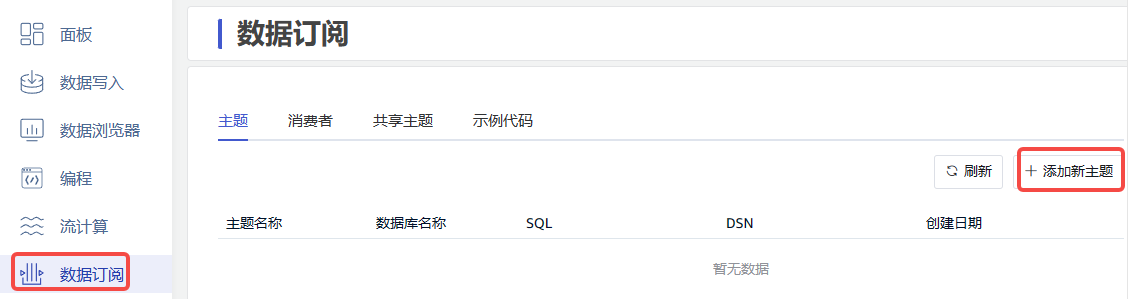 面板
数据写入
数据浏览器
编程
流计算
数据订阅
数据订阅
主题 消费者 共享主题 示例代码
刷新 + 添加新主题
主题名称 数据库名称 SQL DSN 创建日期
暂无数据